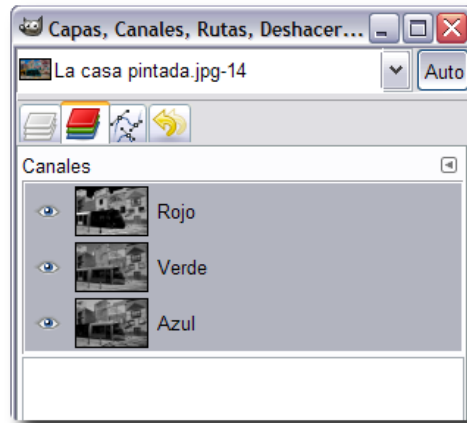 Capas, Canales, Rutas, Deshacer...
La casa pintada.jpg-14
Auto
Canales
Rojo
Verde
Azul